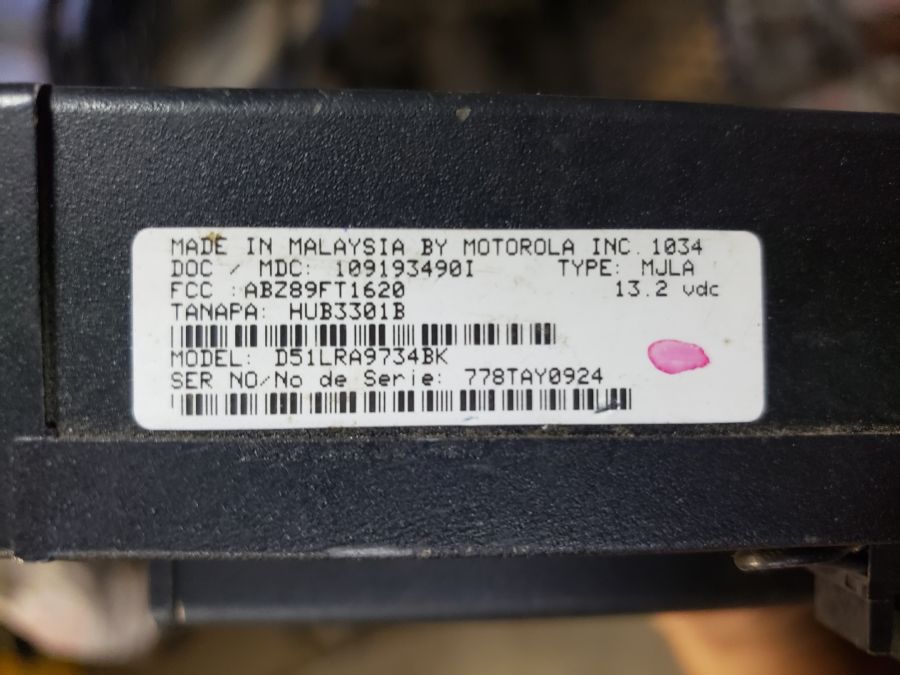 MADE IN MALAYSIA BY MOTOROLA INC. 1034
DOC / MDC: 109193490I TYPE: MJLA
FCC :ABZ89FT1620 13.2 vdc
TANAPA: HUB3301B
MODEL: D51LRA9734BK
SER NO/No de Serie: 778TAY0924